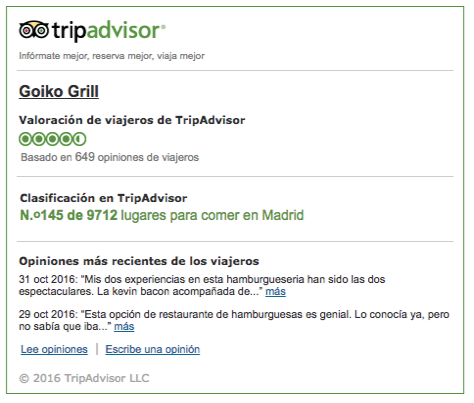 tripadvisor®
Infórmate mejor, reserva mejor, viaja mejor
Goiko Grill
Valoración de viajeros de TripAdvisor
Basado en 649 opiniones de viajeros
Clasificación en TripAdvisor
N.º145 de 9712 lugares para comer en Madrid
Opiniones más recientes de los viajeros
31 oct 2016: "Mis dos experiencias en esta hamburgueseria han sido las dos
espectaculares. La kevin bacon acompañada de..." más
29 oct 2016: "Esta opción de restaurante de hamburguesas es genial. Lo conocía ya, pero
no sabía que iba..." más
Lee opiniones | Escribe una opinión
© 2016 TripAdvisor LLC